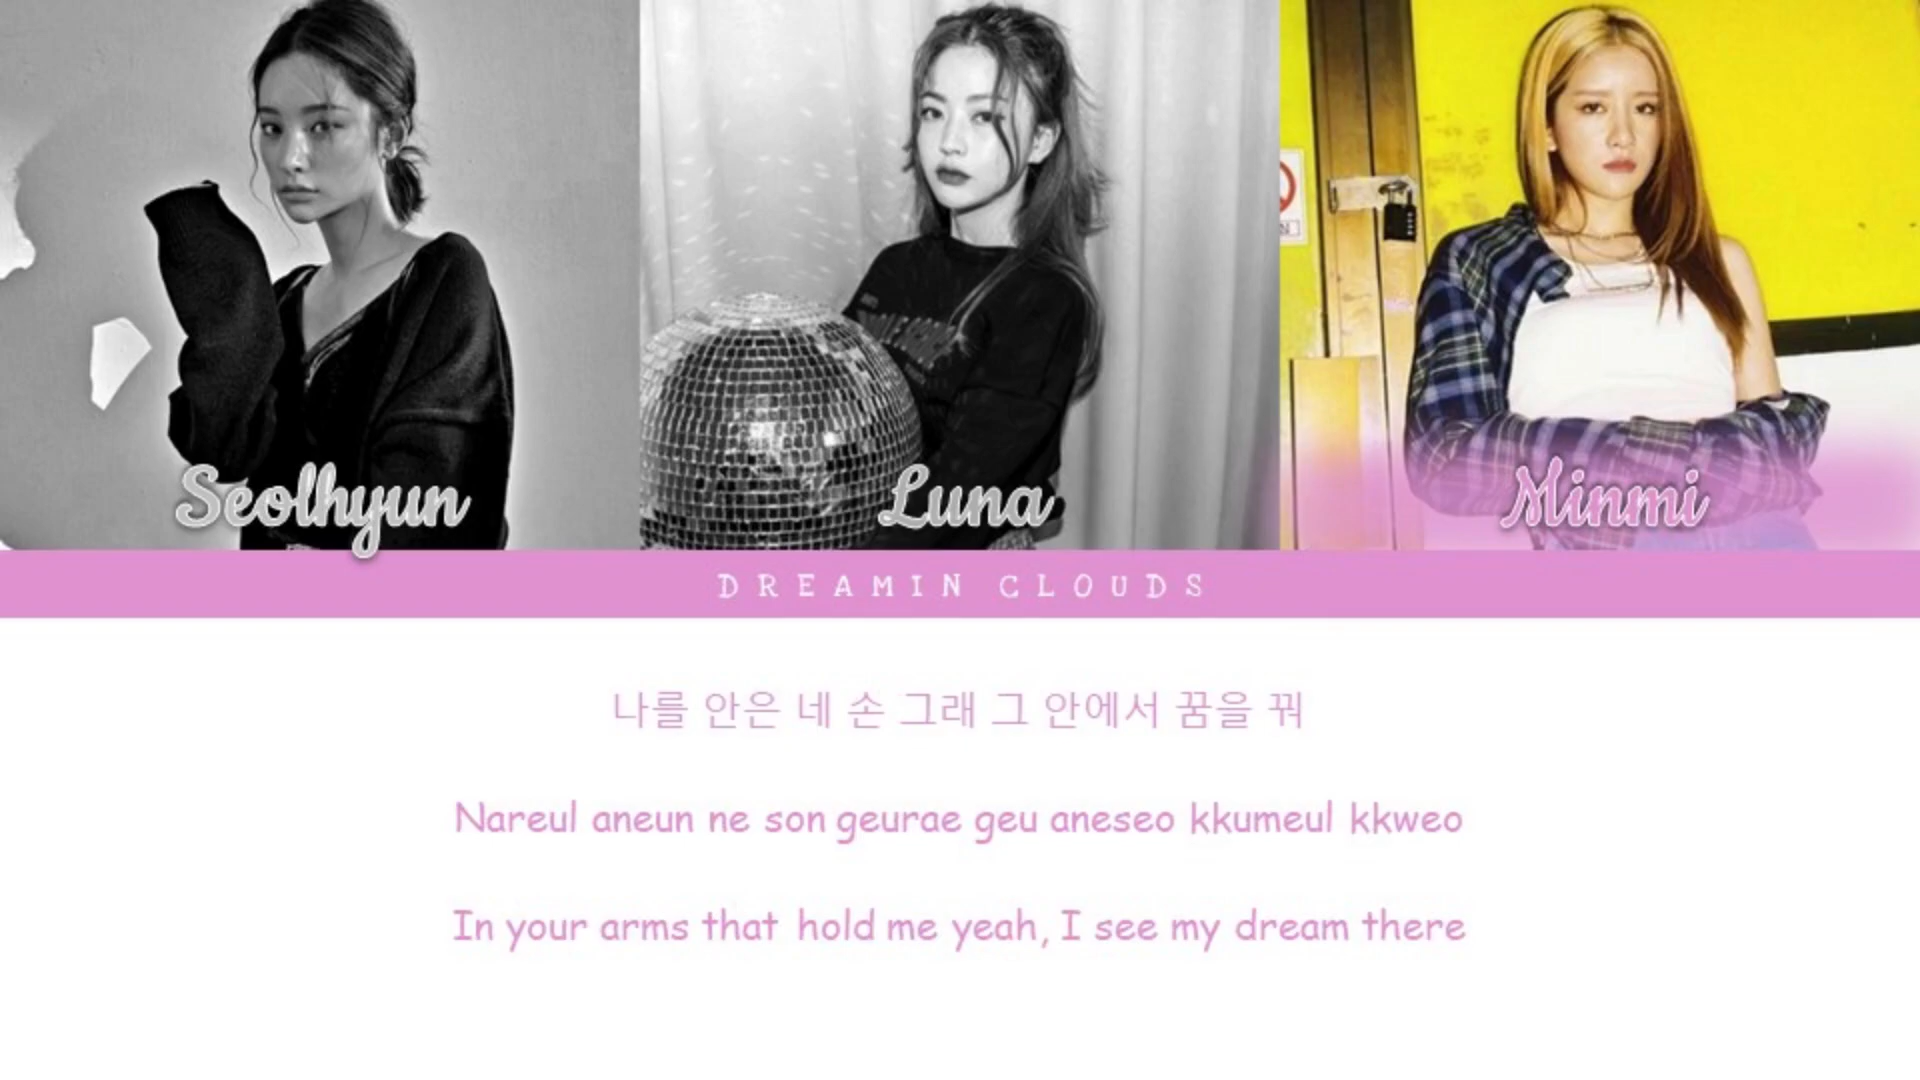 Seolhyun
Luna
Minmi
DREAMIN CLOUDS
나를 안은 네 손 그래 그 안에서 꿈을 꿔
Nareul aneun ne son geurae geu aneseo kkumeul kkweo
In your arms that hold me yeah, I see my dream there